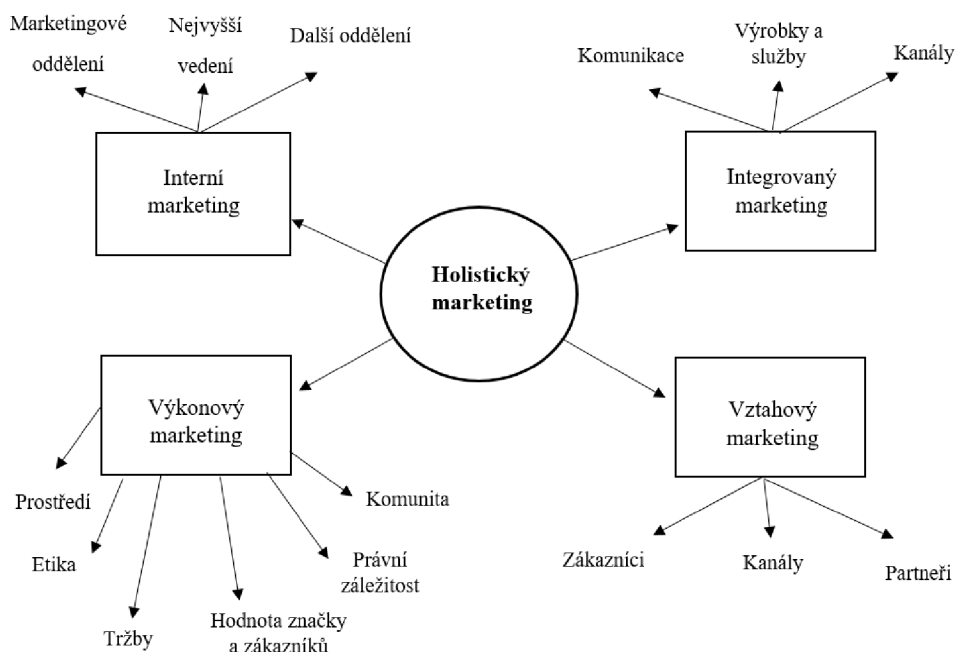 Marketingové
oddělení
Nejvyšší
vedení
Další oddělení
Komunikace
Výrobky a
služby
Kanály
Interní
marketing
Integrovaný
marketing
Holistický
marketing
Výkonový
marketing
Vztahový
marketing
Prostředí
Etika
Tržby
Hodnota značky
a zákazníků
Právní
záležitost
Komunita
Zákazníci
Kanály
Partneři